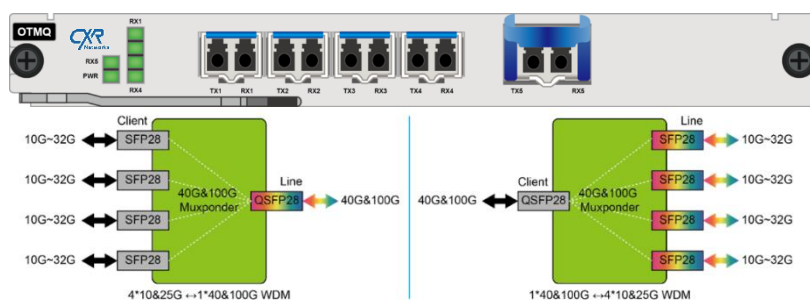 OTMQ
CXR
Networks
RX1
RX5
PWR
RX4
TX1 RX1 TX2 RX2 TX3 RX3 TX4 RX4 TX5 RX5
Client
10G~32G SFP28
10G~32G SFP28
10G~32G SFP28
10G~32G SFP28
40G&100G
Muxponder
Line
QSFP28 40G&100G
4*10&25G ↔1*40&100G WDM
Line
SFP28 10G~32G
SFP28 10G~32G
SFP28 10G~32G
SFP28 10G~32G
Client
40G&100G QSFP28
40G&100G
Muxponder
1*40&100G ↔4*10&25G WDM